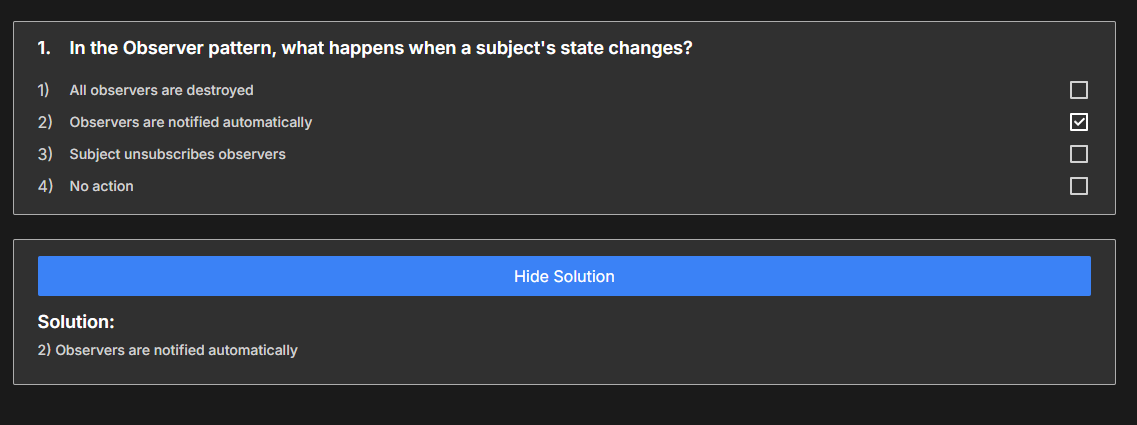 1. In the Observer pattern, what happens when a subject's state changes?
1) All observers are destroyed
2) Observers are notified automatically
3) Subject unsubscribes observers
4) No action
Hide Solution
Solution:
2) Observers are notified automatically